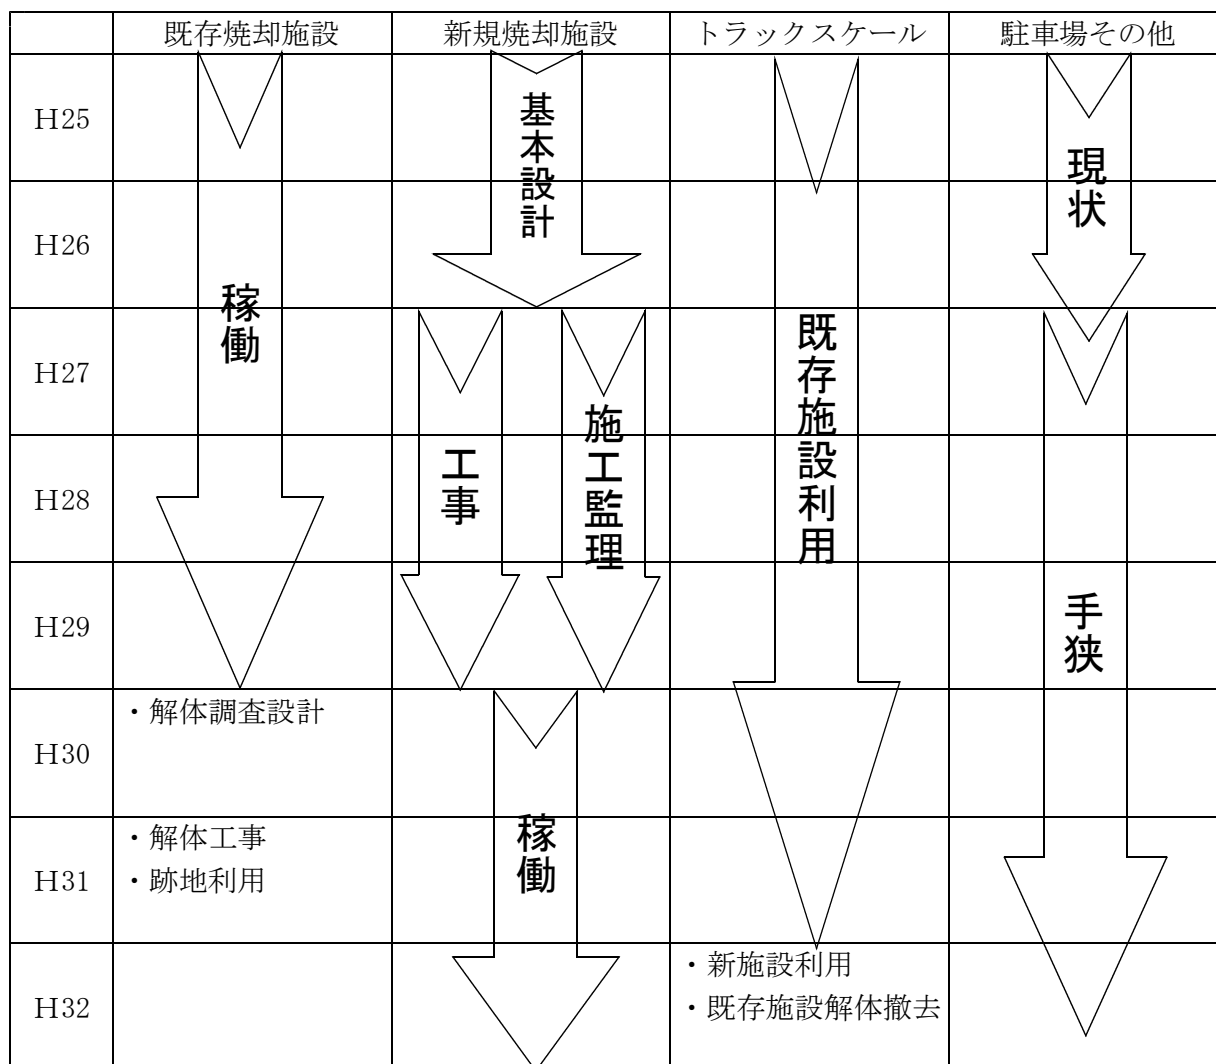 既存焼却施設 新規焼却施設 トラックスケール 駐車場その他
H25
基本設計
現状
H26
稼働
H27
既存施設利用
施工監理
工事
H28
H29
手狭
・解体調査設計
H30
・解体工事
稼働
H31
・跡地利用
・新施設利用
H32
・既存施設解体撤去